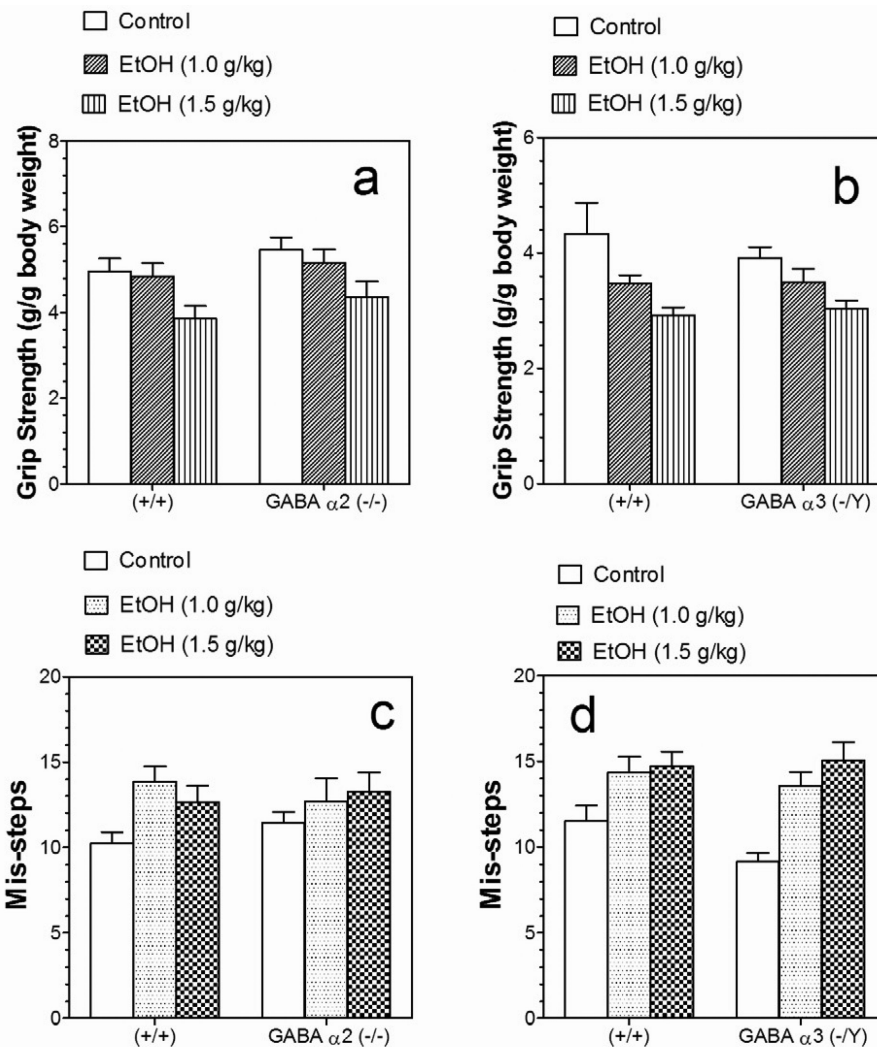 Control
EtOH (1.0 g/kg)
EtOH (1.5 g/kg)
Grip Strength (g/g body weight)
8
6
4
2
0
a
(+/+)
GABA α2 (-/-)
Control
EtOH (1.0 g/kg)
EtOH (1.5 g/kg)
Grip Strength (g/g body weight)
6
4
2
0
b
(+/+)
GABA α3 (-/Y)
Control
EtOH (1.0 g/kg)
EtOH (1.5 g/kg)
Mis-steps
20
15
10
5
0
c
(+/+)
GABA α2 (-/-)
Control
EtOH (1.0 g/kg)
EtOH (1.5 g/kg)
Mis-steps
20
15
10
5
0
d
(+/+)
GABA α3 (-/Y)